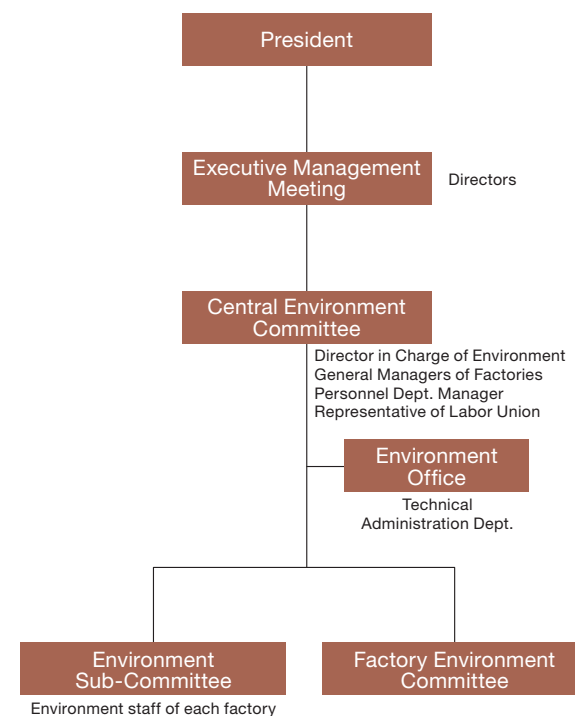 President
Executive Management
Meeting
Directors
Central Environment
Committee
Director in Charge of Environment
General Managers of Factories
Personnel Dept. Manager
Representative of Labor Union
Environment
Office
Technical
Administration Dept.
Environment
Sub-Committee
Environment staff of each factory
Factory Environment
Committee